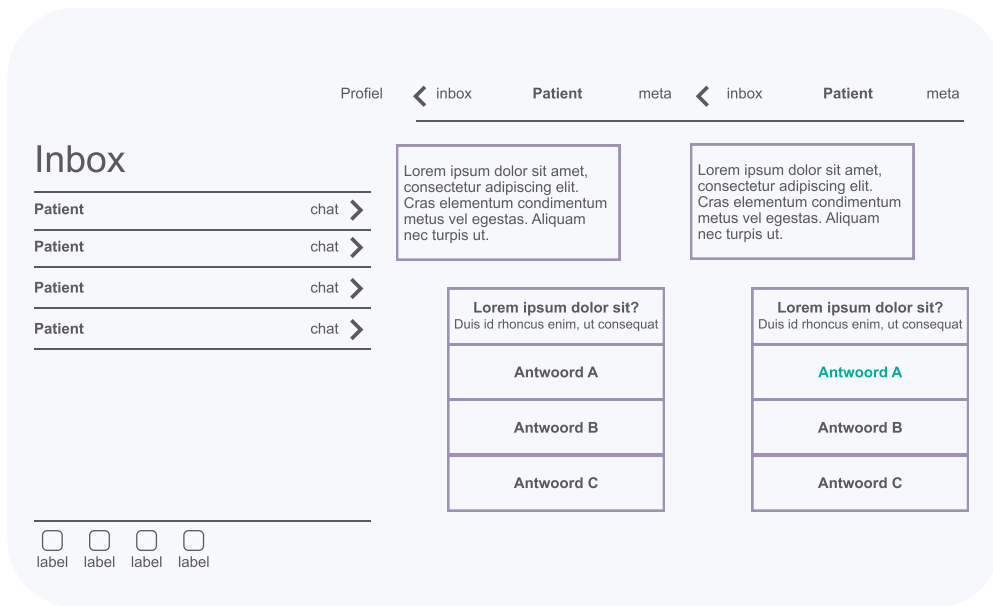 Profiel
Inbox
Patient chat
Patient chat
Patient chat
Patient chat
label label label label
inbox Patient meta
Lorem ipsum dolor sit amet,
consectetur adipiscing elit.
Cras elementum condimentum
metus vel egestas. Aliquam
nec turpis ut.
Lorem ipsum dolor sit?
Duis id rhoncus enim, ut consequat
Antwoord A
Antwoord B
Antwoord C
inbox Patient meta
Lorem ipsum dolor sit amet,
consectetur adipiscing elit.
Cras elementum condimentum
metus vel egestas. Aliquam
nec turpis ut.
Lorem ipsum dolor sit?
Duis id rhoncus enim, ut consequat
Antwoord A
Antwoord B
Antwoord C